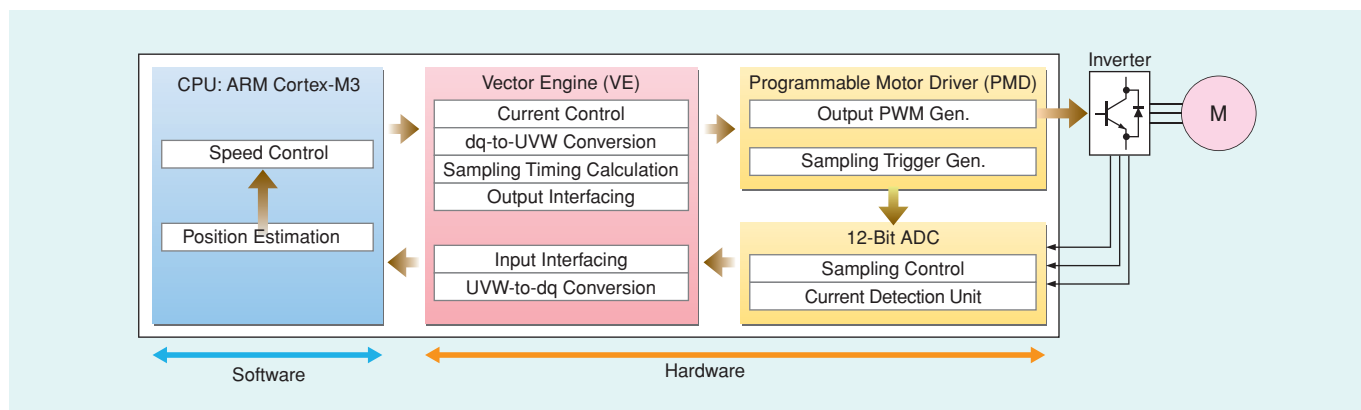 CPU: ARM Cortex-M3
Speed Control
Position Estimation
Vector Engine (VE)
Current Control
dq-to-UVW Conversion
Sampling Timing Calculation
Output Interfacing
Input Interfacing
UVW-to-dq Conversion
Programmable Motor Driver (PMD)
Output PWM Gen.
Sampling Trigger Gen.
12-Bit ADC
Sampling Control
Current Detection Unit
Inverter
M
Software
Hardware